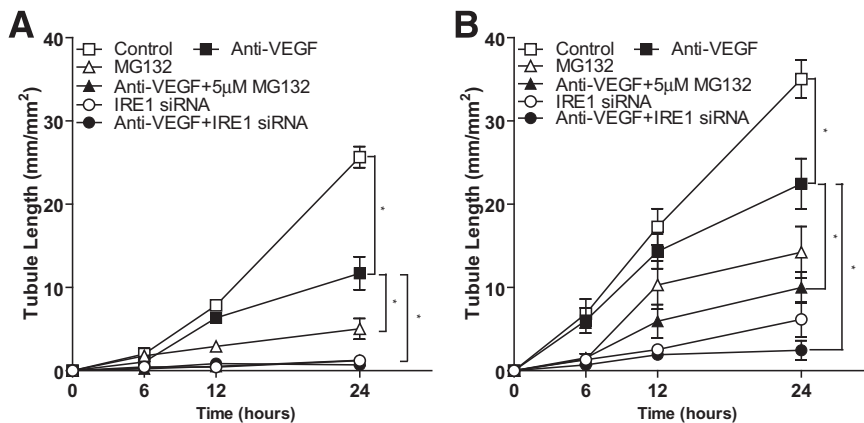 A
40
30
20
10
0
Tubule Length (mm/mm²)
Control
Anti-VEGF
MG132
Anti-VEGF+5μM MG132
IRE1 siRNA
Anti-VEGF+IRE1 siRNA
*
*
*
0 6 12 24
Time (hours)
B
40
30
20
10
0
Tubule Length (mm/mm²)
Control
Anti-VEGF
MG132
Anti-VEGF+5μM MG132
IRE1 siRNA
Anti-VEGF+IRE1 siRNA
*
*
*
0 6 12 24
Time (hours)